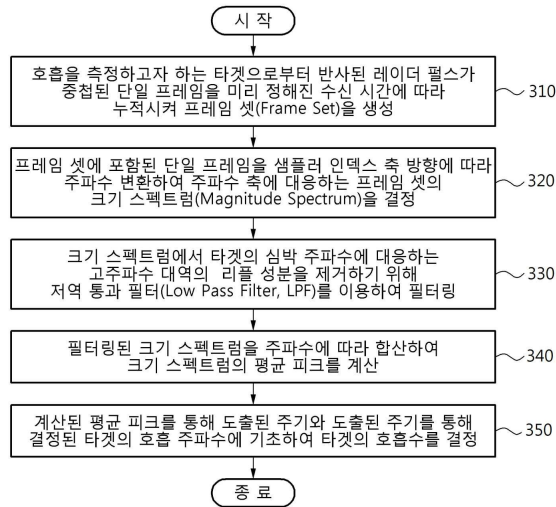 시 작
호흡을 측정하고자 하는 타겟으로부터 반사된 레이더 펄스가
중첩된 단일 프레임을 미리 정해진 수신 시간에 따라
누적시켜 프레임 셋(Frame Set)을 생성
310
프레임 셋에 포함된 단일 프레임을 샘플러 인덱스 축 방향에 따라
주파수 변환하여 주파수 축에 대응하는 프레임 셋의
크기 스펙트럼(Magnitude Spectrum)을 결정
320
크기 스펙트럼에서 타겟의 심박 주파수에 대응하는
고주파수 대역의 리플 성분을 제거하기 위해
저역 통과 필터(Low Pass Filter, LPF)를 이용하여 필터링
330
필터링된 크기 스펙트럼을 주파수에 따라 합산하여
크기 스펙트럼의 평균 피크를 계산
340
계산된 평균 피크를 통해 도출된 주기와 도출된 주기를 통해
결정된 타겟의 호흡 주파수에 기초하여 타겟의 호흡수를 결정
350
종 료